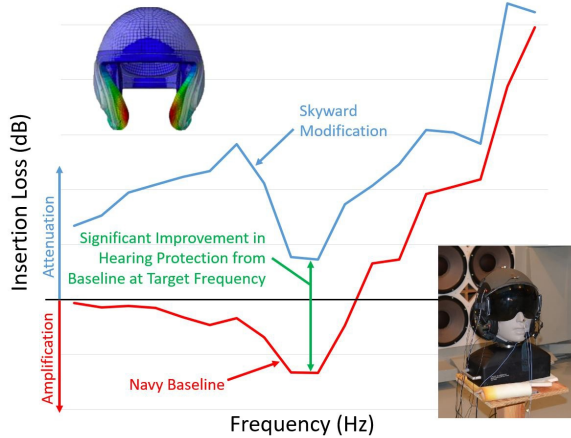 Skyward
Modification
Insertion Loss (dB)
Attenuation
Significant Improvement in
Hearing Protection from
Baseline at Target Frequency
Amplification
Navy Baseline
Frequency (Hz)